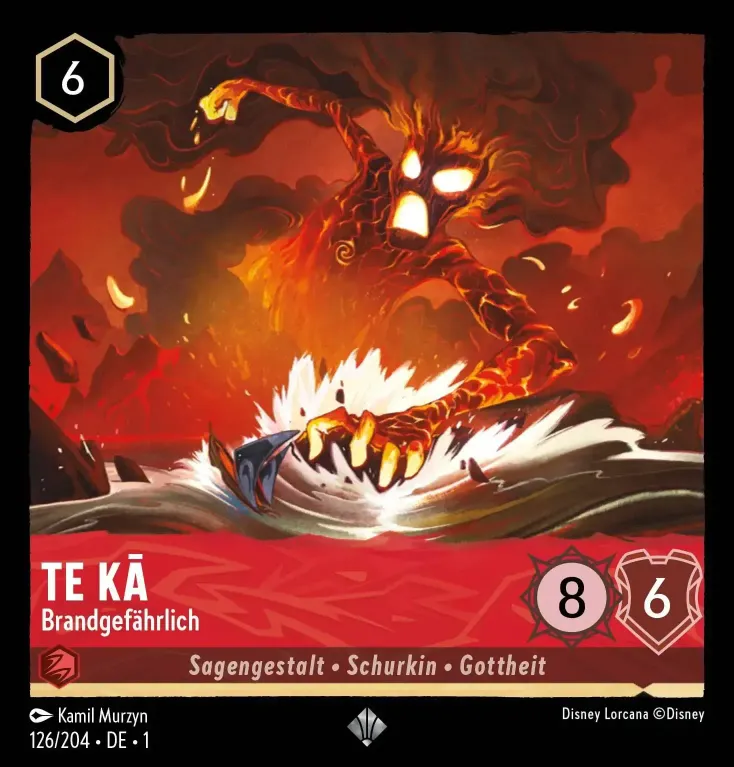 6
TE KĀ
Brandgefährlich
8
6
Sagengestalt • Schurkin • Gottheit
Kamil Murzyn
Disney Lorcana ©Disney
126/204 • DE • 1